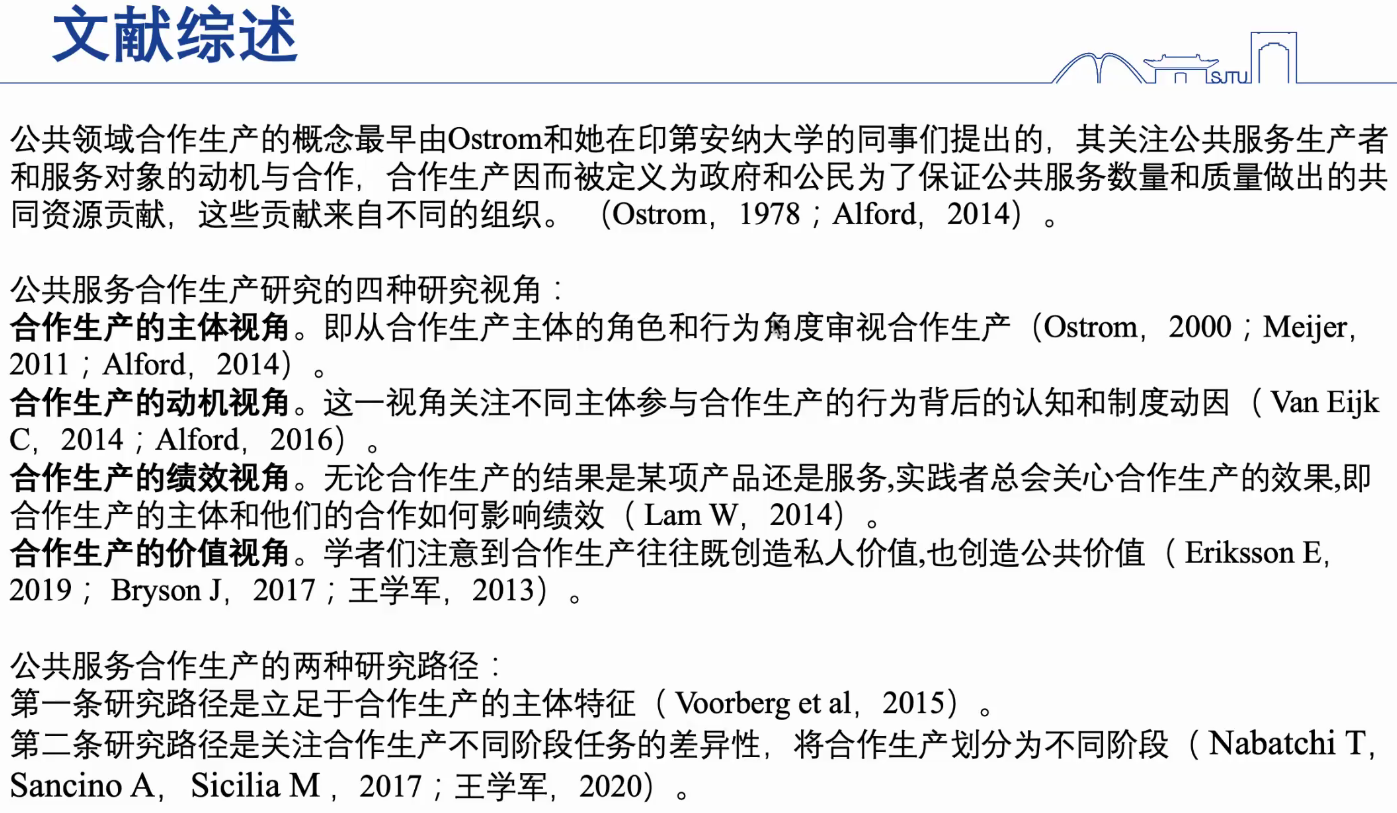 文献综述
SJTU
公共领域合作生产的概念最早由Ostrom和她在印第安纳大学的同事们提出的，其关注公共服务生产者
和服务对象的动机与合作，合作生产因而被定义为政府和公民为了保证公共服务数量和质量做出的共
同资源贡献，这些贡献来自不同的组织。（Ostrom，1978；Alford，2014）。
公共服务合作生产研究的四种研究视角：
合作生产的主体视角。即从合作生产主体的角色和行为角度审视合作生产（Ostrom，2000；Meijer，
2011；Alford，2014）。
合作生产的动机视角。这一视角关注不同主体参与合作生产的行为背后的认知和制度动因（Van Eijk
C，2014；Alford，2016）。
合作生产的绩效视角。无论合作生产的结果是某项产品还是服务,实践者总会关心合作生产的效果,即
合作生产的主体和他们的合作如何影响绩效（Lam W，2014）。
合作生产的价值视角。学者们注意到合作生产往往既创造私人价值,也创造公共价值（Eriksson E，
2019；Bryson J，2017；王学军，2013）。
公共服务合作生产的两种研究路径：
第一条研究路径是立足于合作生产的主体特征（Voorberg et al，2015）。
第二条研究路径是关注合作生产不同阶段任务的差异性，将合作生产划分为不同阶段（Nabatchi T，
Sancino A，Sicilia M，2017；王学军，2020）。